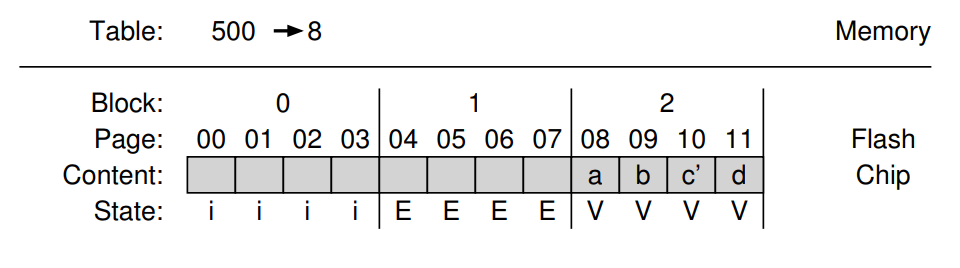 Table: 500 → 8 Memory
Block: 0 1 2
Page: 00 01 02 03 04 05 06 07 08 09 10 11 Flash
Content: a b c’ d Chip
State: i i i i E E E E V V V V